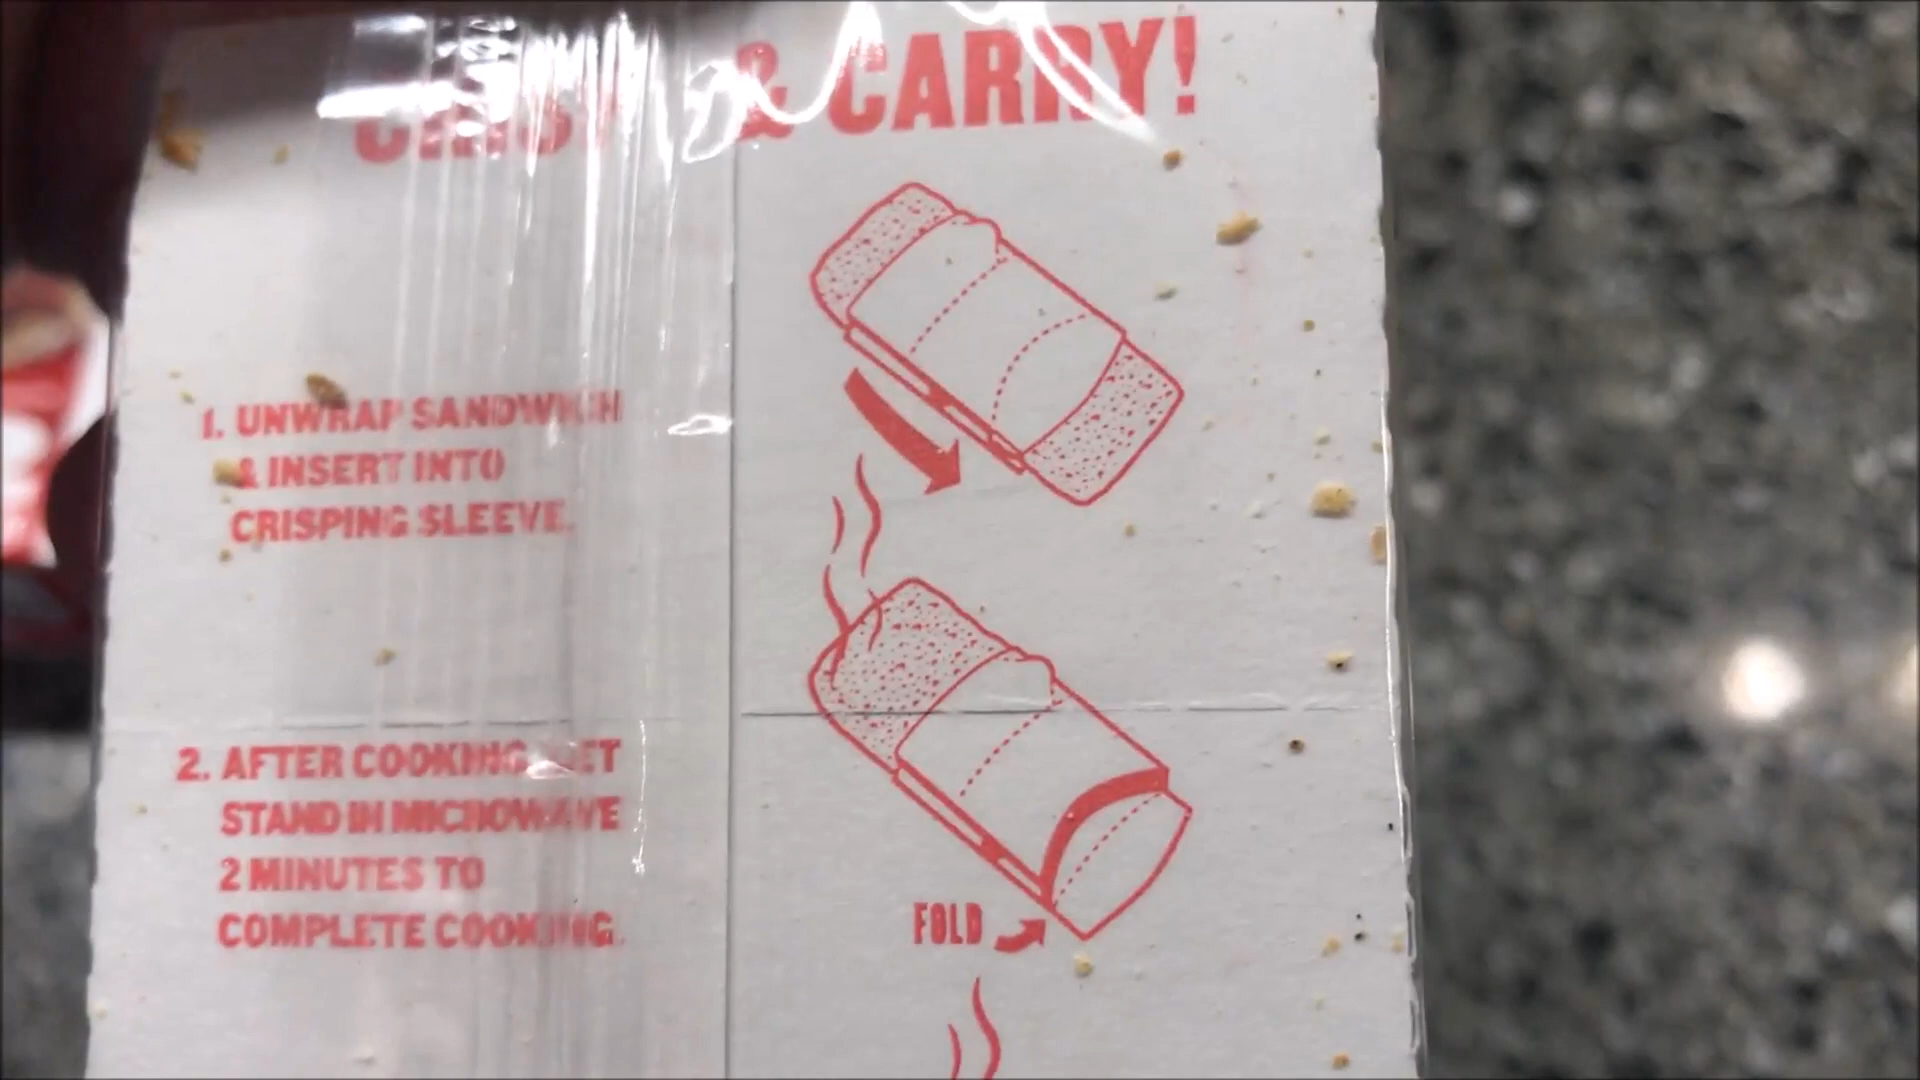 CRISP & CARRY!
1. UNWRAP SANDWICH
& INSERT INTO
CRISPING SLEEVE.
2. AFTER COOKING, LET
STAND IN MICROWAVE
2 MINUTES TO
COMPLETE COOKING.
FOLD